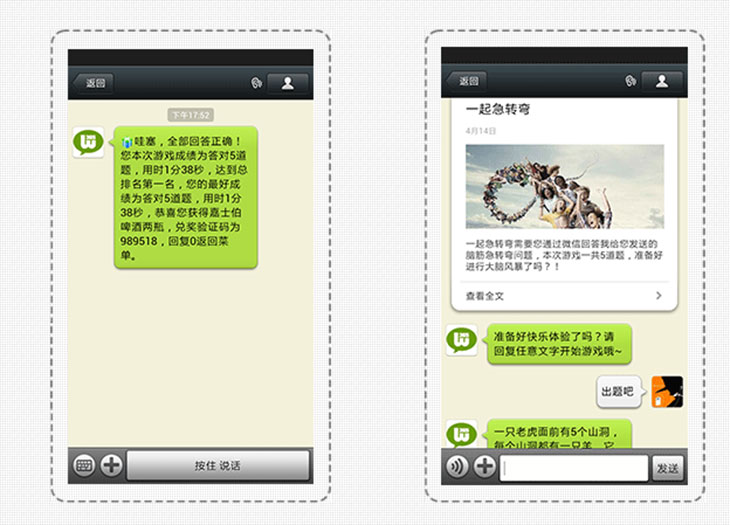 返回
下午17:52
哇塞，全部回答正确！
您本次游戏成绩为答对5道
题，用时1分38秒，达到总
排名第一名，您的最好成
绩为答对5道题，用时1分
38秒，恭喜您获得嘉士伯
啤酒两瓶，兑奖验证码为
989518，回复0返回菜
单。
按住 说话
返回
一起急转弯
4月14日
一起急转弯需要您通过微信回答我给您发送的
脑筋急转弯问题，本次游戏一共5道题，准备好
进行大脑风暴了吗？！
查看全文
准备好快乐体验了吗？请
回复任意文字开始游戏哦~
出题吧
一只老虎面前有5个山洞，
每个山洞都有一只羊，它
发送